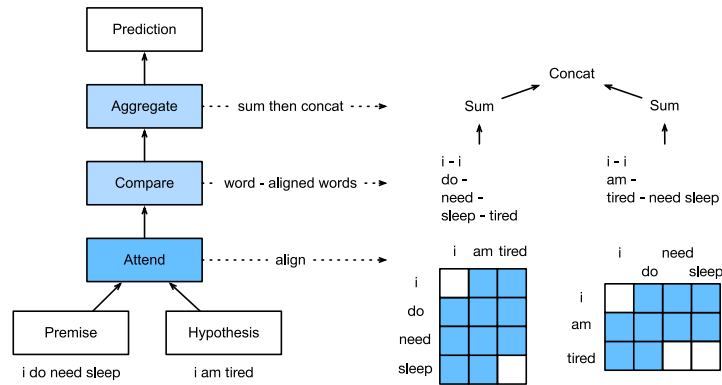 Prediction
Aggregate
sum then concat
Compare
word - aligned words
Attend
align
Premise
Hypothesis
i do need sleep
i am tired
Concat
Sum
Sum
i - i
do -
need -
sleep - tired
i - i
am -
tired - need sleep
i am tired
i
do
need
sleep
i need
do sleep
i
am
tired